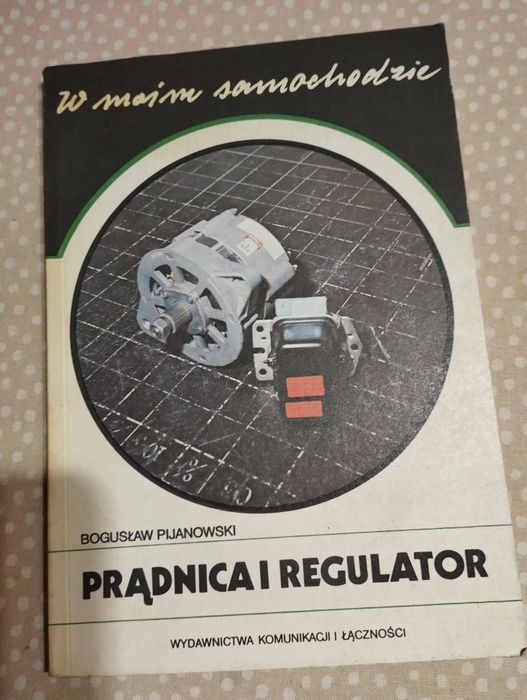 W moim samochodzie
BOGUSŁAW PIJANOWSKI
PRĄDNICA I REGULATOR
WYDAWNICTWA KOMUNIKACJI I ŁĄCZNOŚCI